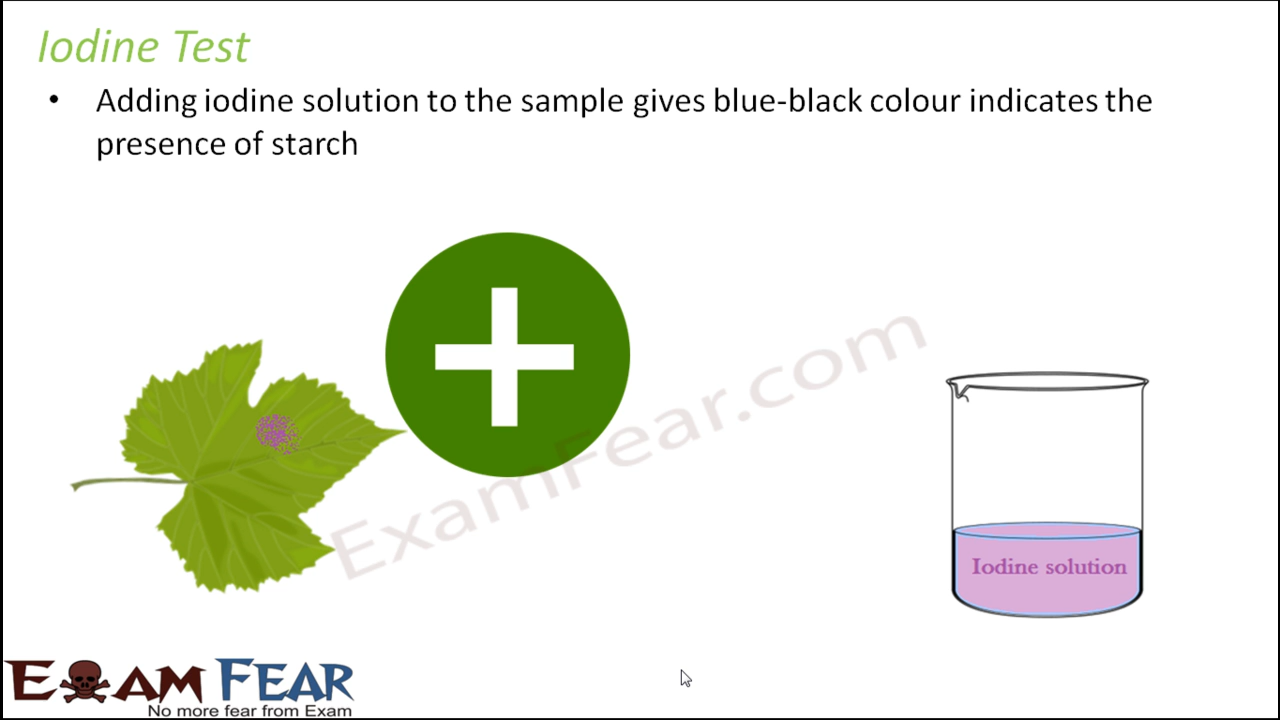 Iodine Test
• Adding iodine solution to the sample gives blue-black colour indicates the
presence of starch
ExamFear.com
Iodine solution
EXAM FEAR
No more fear from Exam